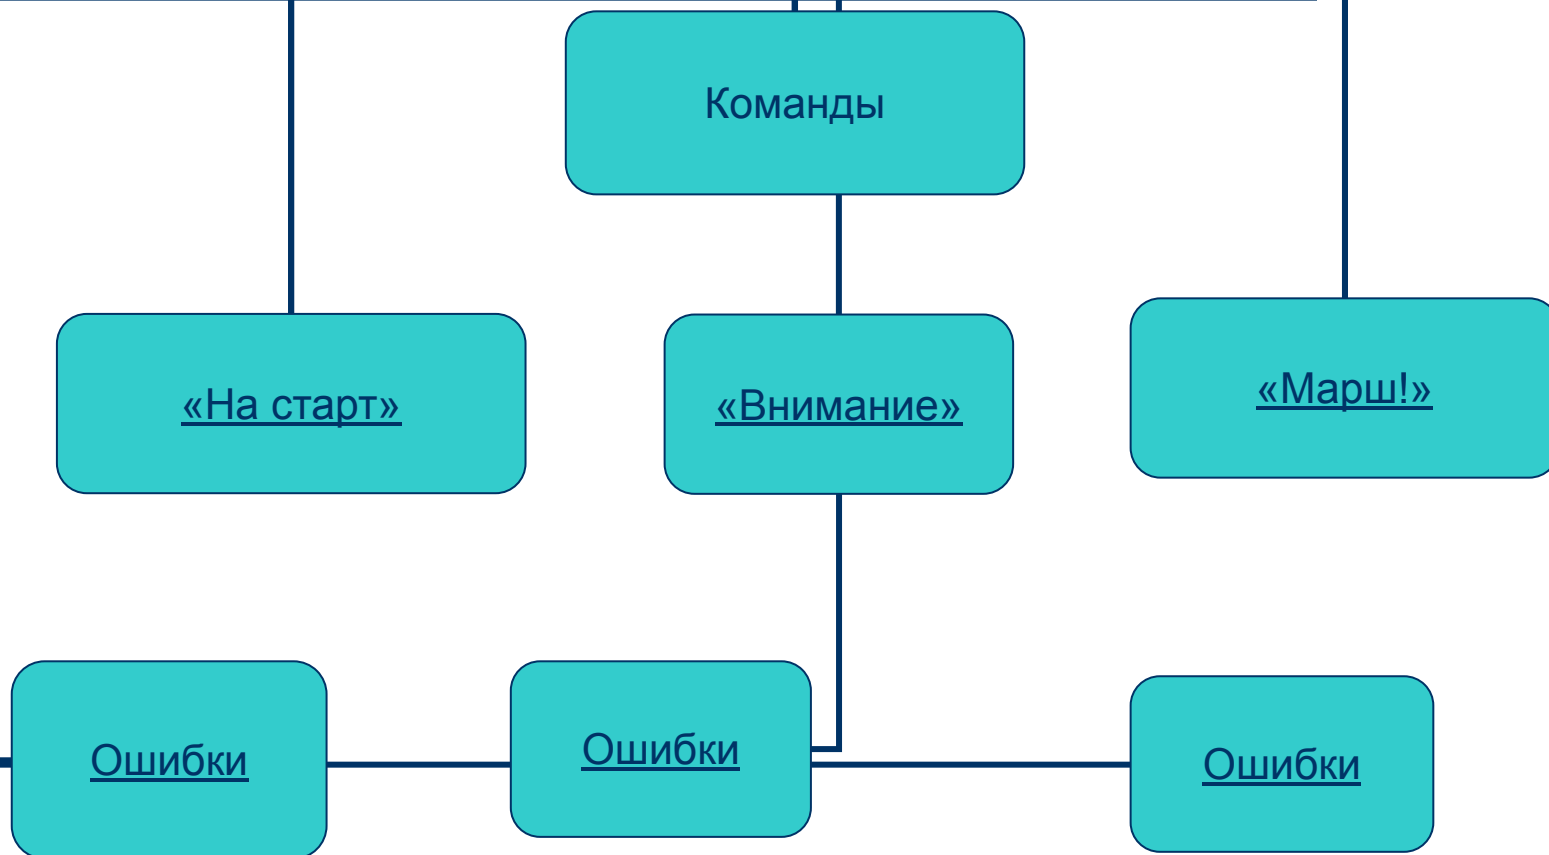 Команды
«На старт»
«Внимание»
«Марш!»
Ошибки
Ошибки
Ошибки